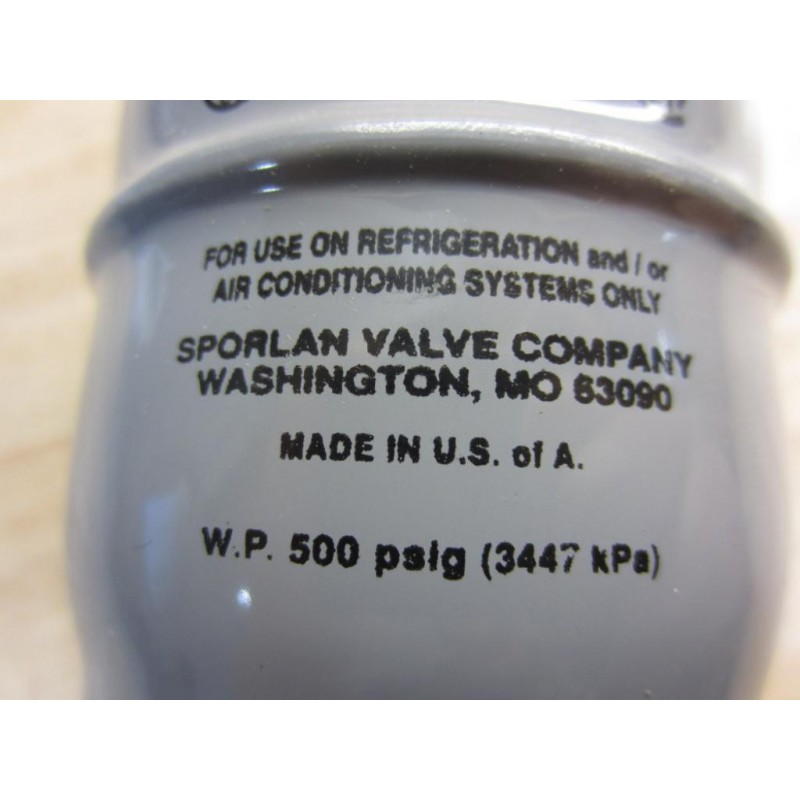 FOR USE ON REFRIGERATION and / or
AIR CONDITIONING SYSTEMS ONLY
SPORLAN VALVE COMPANY
WASHINGTON, MO 63090
MADE IN U.S. of A.
W.P. 500 psig (3447 kPa)